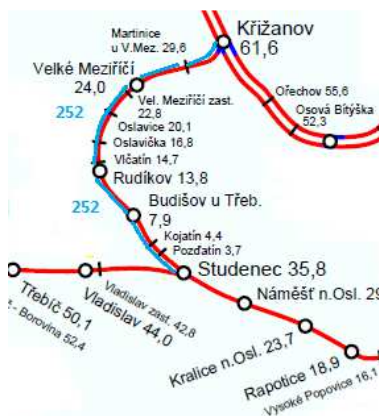 Martinice
u V.Mez. 29,6
Křižanov
61,6
Velké Meziříčí
24,0
Ořechov 55,6
Osová Bítýška
52,3
Vel. Meziříčí zast.
22,8
252
Oslavice 20,1
Oslavička 16,8
Vlčatín 14,7
Rudíkov 13,8
252
Budišov u Třeb.
7,9
Kojatín 4,4
Pozďatín 3,7
Studenec 35,8
Třebíč 50,1
- Borovina 52,4
Vladislav 44,0
Vladislav zast. 42,8
Náměšť n.Osl. 29
Kralice n.Osl. 23,7
Rapotice 18,9
Vysoké Popovice 16,1